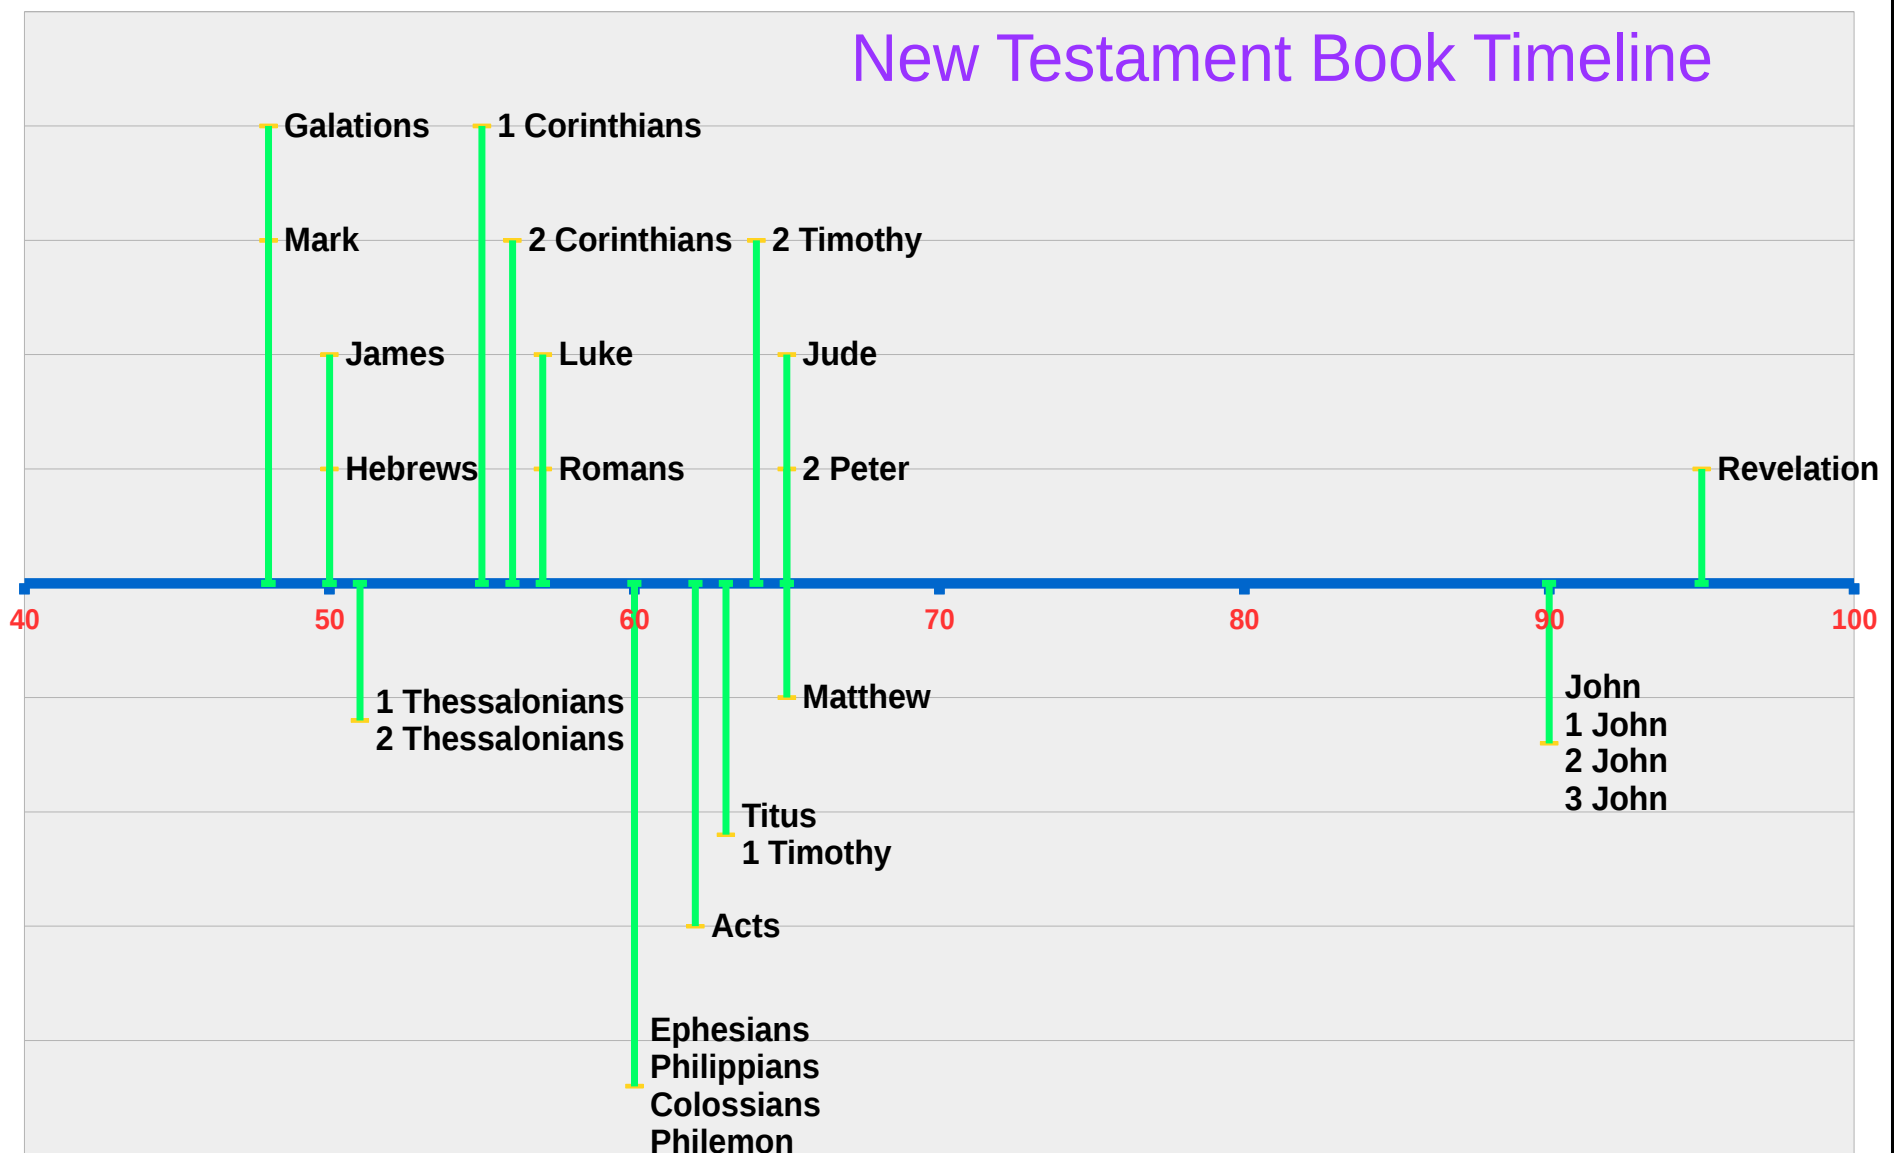 New Testament Book Timeline
Galations
1 Corinthians
Mark
2 Corinthians
2 Timothy
James
Luke
Jude
Hebrews
Romans
2 Peter
Revelation
40
50
60
70
80
90
100
1 Thessalonians
2 Thessalonians
Matthew
John
1 John
2 John
3 John
Titus
1 Timothy
Acts
Ephesians
Philippians
Colossians
Philemon